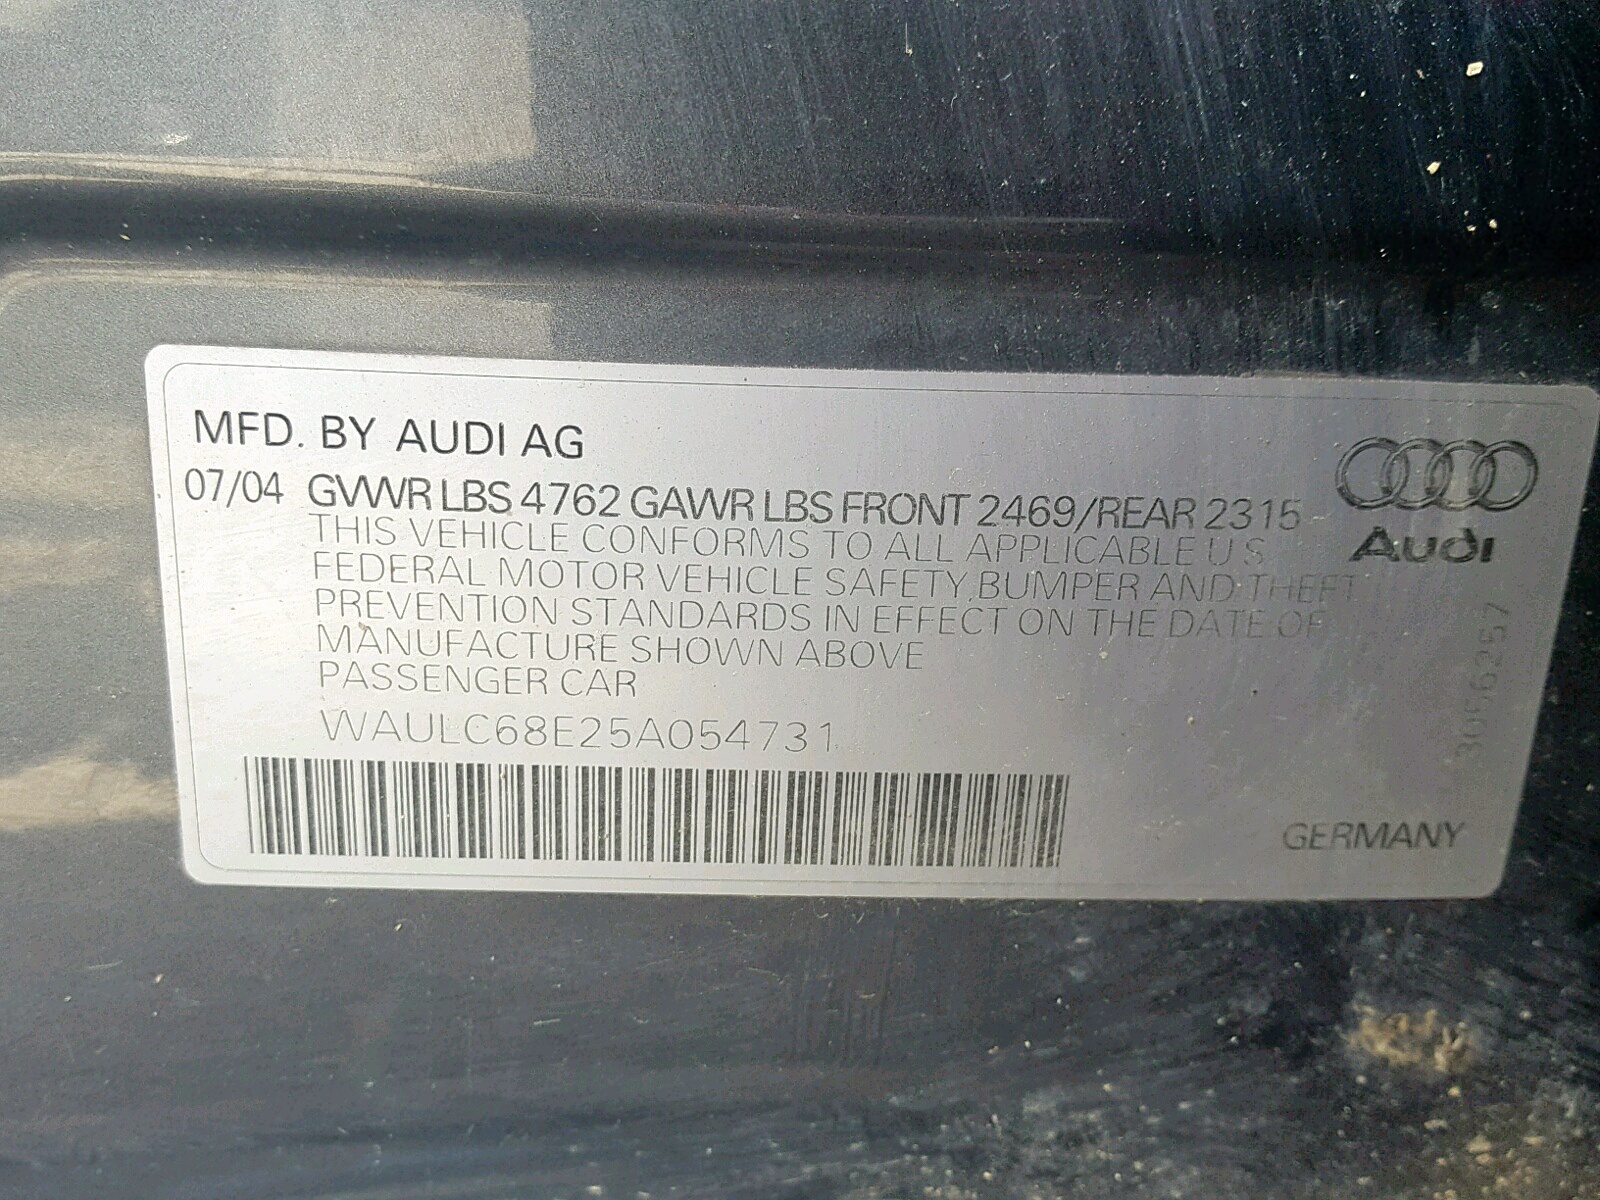 MFD. BY AUDI AG
07/04 GVWR LBS 4762 GAWR LBS FRONT 2469/REAR 2315
THIS VEHICLE CONFORMS TO ALL APPLICABLE U S
FEDERAL MOTOR VEHICLE SAFETY, BUMPER AND THEFT
PREVENTION STANDARDS IN EFFECT ON THE DATE OF
MANUFACTURE SHOWN ABOVE
PASSENGER CAR
WAULC68E25A054731
Audi
GERMANY